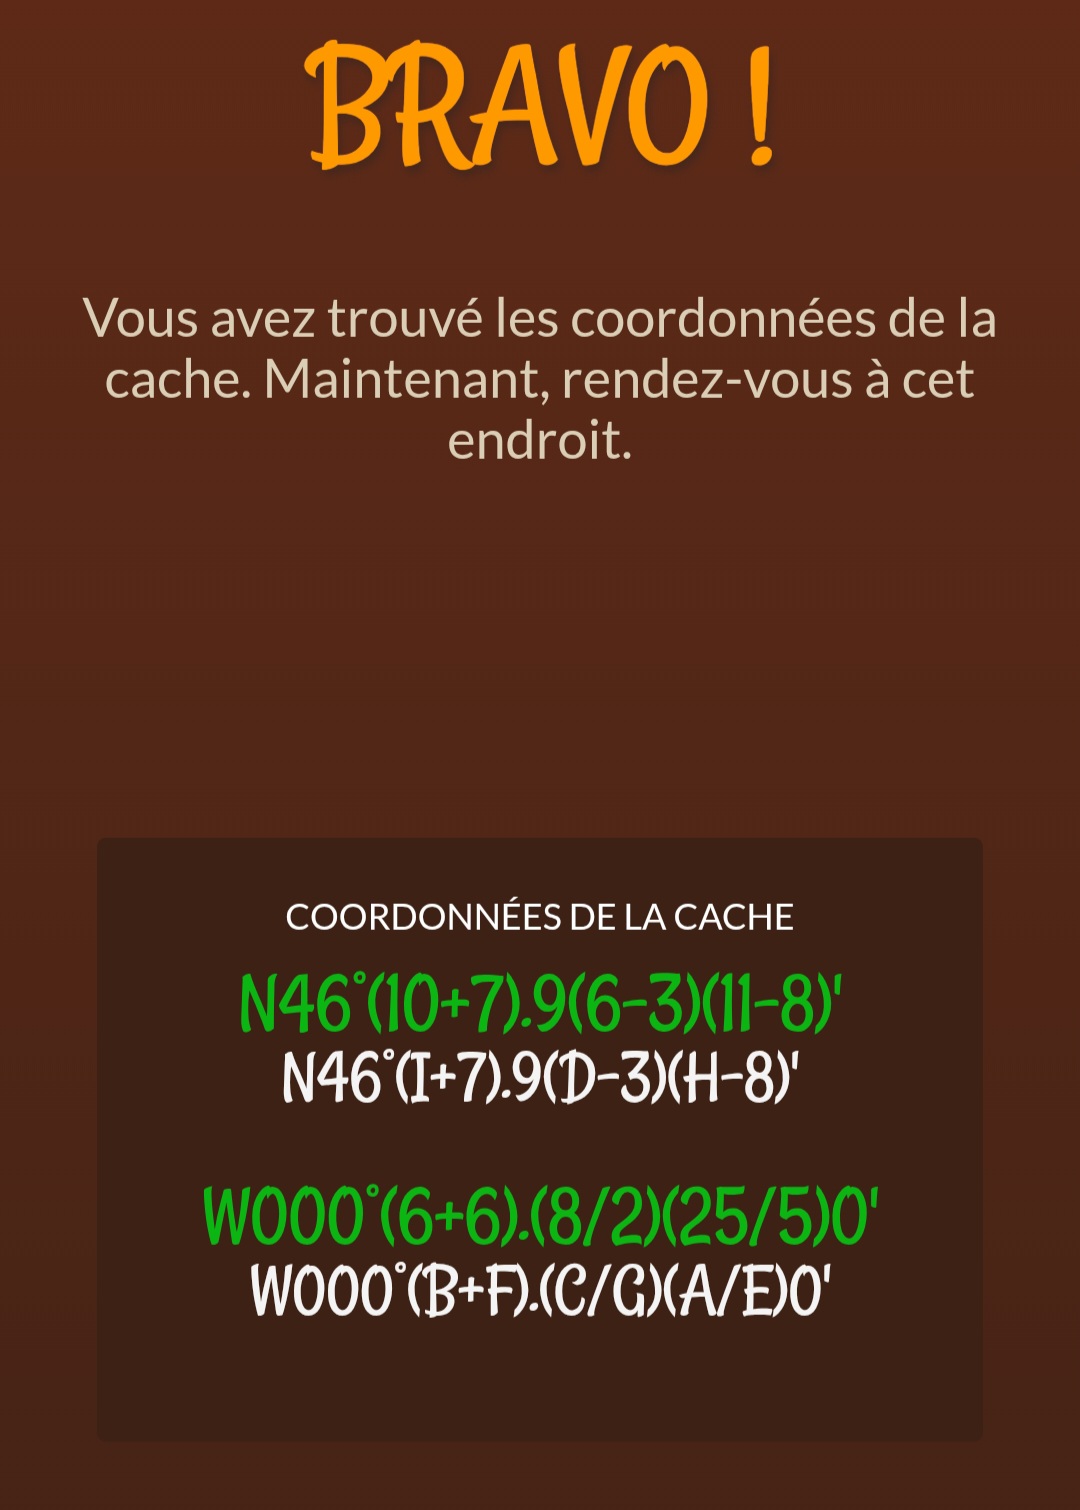 BRAVO !
Vous avez trouvé les coordonnées de la
cache. Maintenant, rendez-vous à cet
endroit.
COORDONNÉES DE LA CACHE
N46°(10+7).9(6-3)(11-8)'
N46°(I+7).9(D-3)(H-8)'
W000°(6+6).(8/2)(25/5)0'
W000°(B+F).(C/G)(A/E)0'